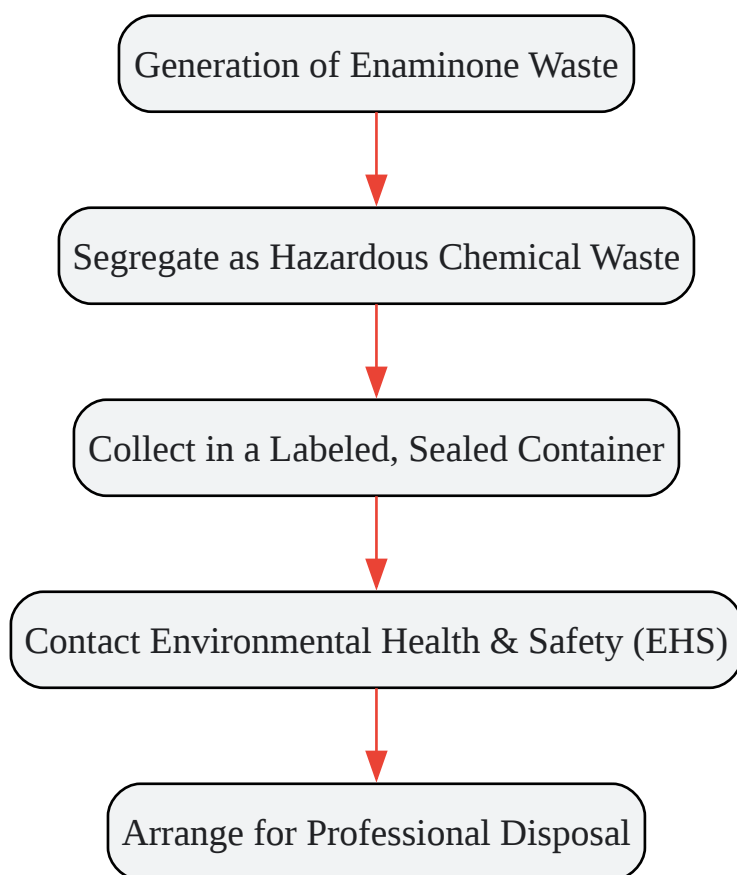 Generation of Enaminone Waste
Segregate as Hazardous Chemical Waste
Collect in a Labeled, Sealed Container
Contact Environmental Health & Safety (EHS)
Arrange for Professional Disposal